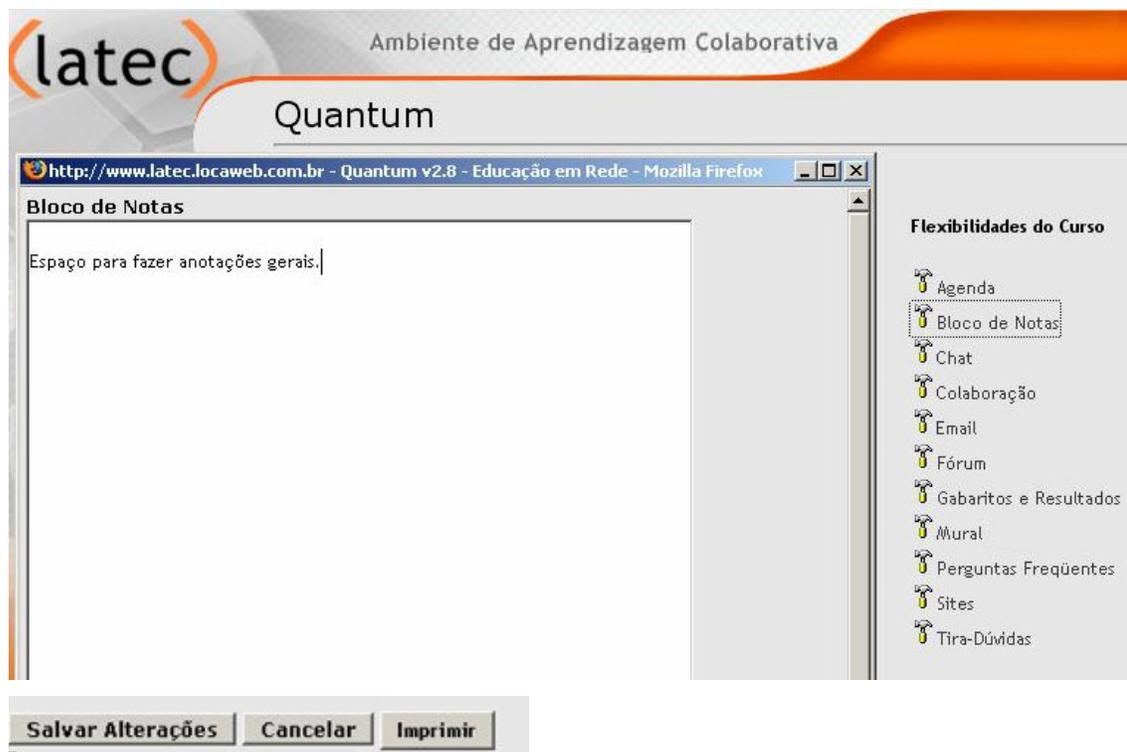 (latec)
Ambiente de Aprendizagem Colaborativa
Quantum
http://www.latec.locaweb.com.br - Quantum v2.8 - Educação em Rede - Mozilla Firefox
Bloco de Notas
Espaço para fazer anotações gerais.
Flexibilidades do Curso
Agenda
Bloco de Notas
Chat
Colaboração
Email
Fórum
Gabaritos e Resultados
Mural
Perguntas Freqüentes
Sites
Tira-Dúvidas
Salvar Alterações Cancelar Imprimir